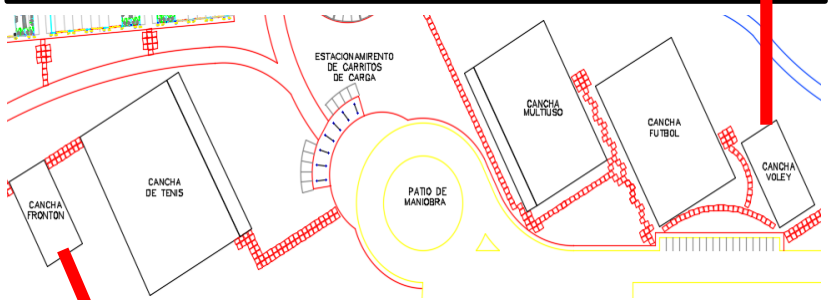 ESTACIONAMIRENTO
DE CARRITOS
DE CARGA
CANCHA
MULTIUSO
CANCHA
FUTBOL
CANCHA
VOLEY
CANCHA
DE TENIS
PATIO DE
MANIOBRA
CANCHA
FRONTON